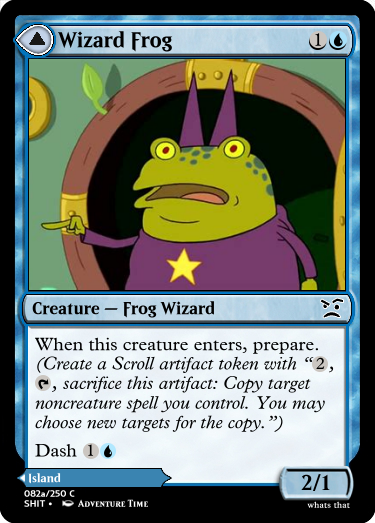 Wizard Frog 1
Creature — Frog Wizard
When this creature enters, prepare.
(Create a Scroll artifact token with “2,
, sacrifice this artifact: Copy target
noncreature spell you control. You may
choose new targets for the copy.”)
Dash 1
Island
2/1
082a/250 C
SHIT • Adventure Time
whats that